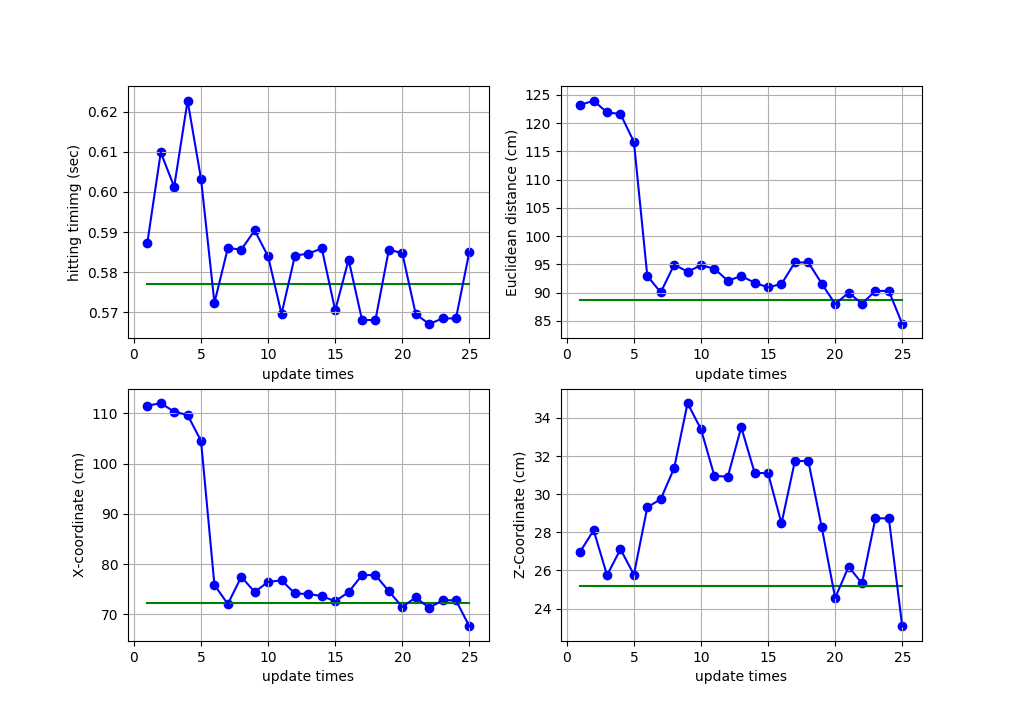 0.62
0.61
0.60
0.59
0.58
0.57
hitting timimg (sec)
0 5 10 15 20 25
update times
125
120
115
110
105
100
95
90
85
Euclidean distance (cm)
0 5 10 15 20 25
update times
110
100
90
80
70
X-coordinate (cm)
0 5 10 15 20 25
update times
34
32
30
28
26
24
Z-Coordinate (cm)
0 5 10 15 20 25
update times